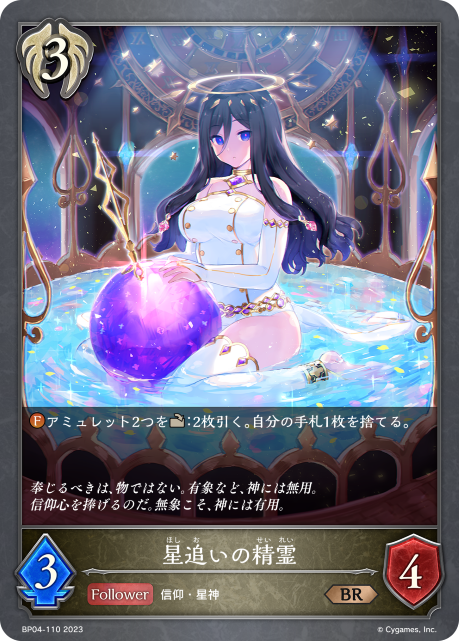 3
F アミュレット2つを:2枚引く。自分の手札1枚を捨てる。
奉じるべきは、物ではない。有象など、神には無用。
信仰心を捧げるのだ。無象こそ、神には有用。
ほし お せい れい
星追いの精霊
3
Follower 信仰・星神
BR
4
BP04-110 2023
© Cygames, Inc.